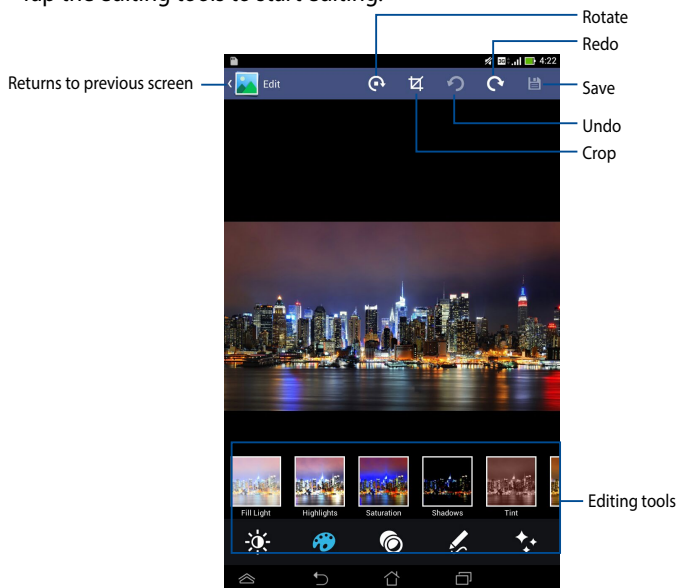 Tap the editing tools to start editing.
Rotate
Redo
3G 4:22
Returns to previous screen
Edit
Save
Undo
Crop
Fill Light
Highlights
Saturation
Shadows
Tint
Editing tools